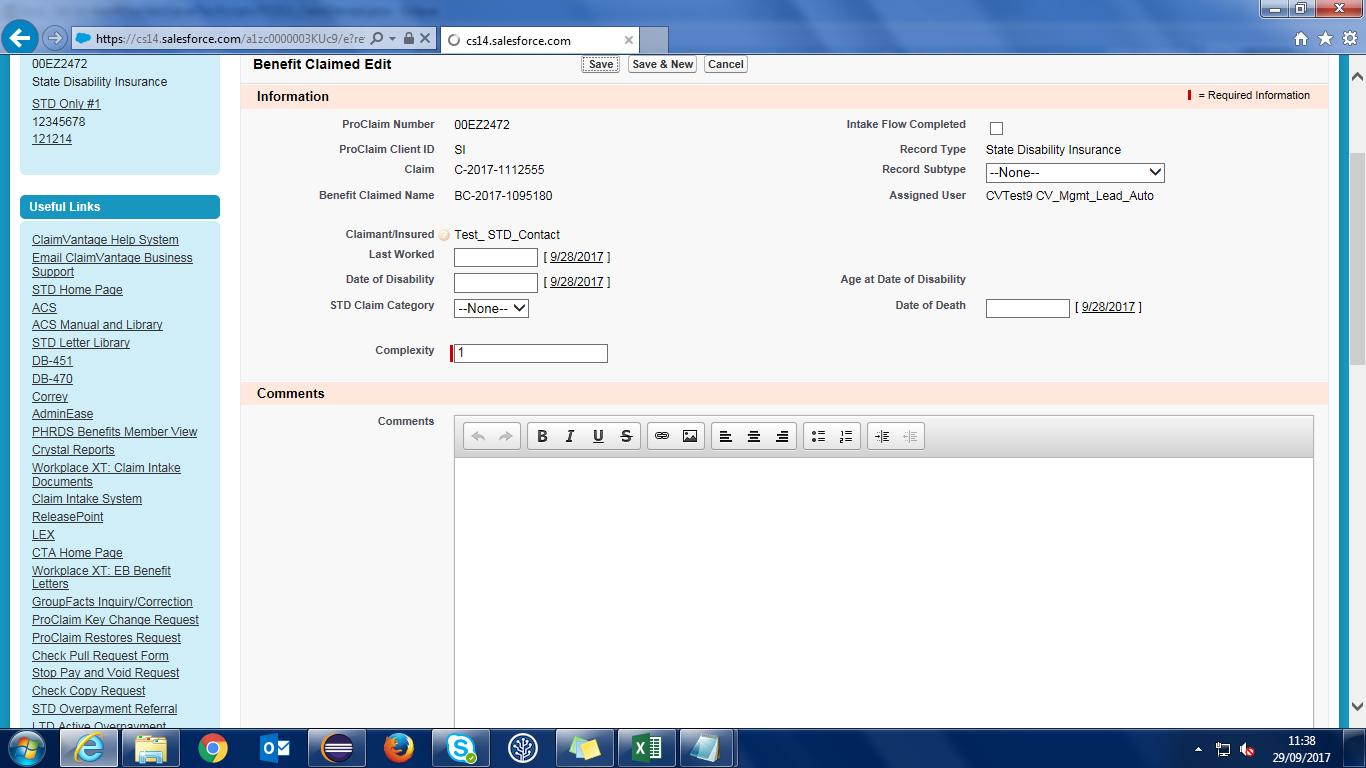 https://cs14.salesforce.com/a1zc0000003KUc9/e?re
cs14.salesforce.com
00EZ2472
State Disability Insurance
STD Only #1
12345678
121214
Useful Links
ClaimVantage Help System
Email ClaimVantage Business
Support
STD Home Page
ACS
ACS Manual and Library
STD Letter Library
DB-451
DB-470
Correy
AdminEase
PHRDS Benefits Member View
Crystal Reports
Workplace XT: Claim Intake
Documents
Claim Intake System
ReleasePoint
LEX
CTA Home Page
Workplace XT: EB Benefit
Letters
GroupFacts Inquiry/Correction
ProClaim Key Change Request
ProClaim Restores Request
Check Pull Request Form
Stop Pay and Void Request
Check Copy Request
STD Overpayment Referral
LTD Active Overpayment
Benefit Claimed Edit
Save
Save & New
Cancel
Information
= Required Information
ProClaim Number 00EZ2472
Intake Flow Completed
ProClaim Client ID SI
Record Type State Disability Insurance
Claim C-2017-1112555
Record Subtype --None--
Benefit Claimed Name BC-2017-1095180
Assigned User CVTest9 CV_Mgmt_Lead_Auto
Claimant/Insured Test_ STD_Contact
Last Worked [ 9/28/2017 ]
Date of Disability [ 9/28/2017 ]
Age at Date of Disability
STD Claim Category --None--
Date of Death [ 9/28/2017 ]
Complexity 1
Comments
Comments
B I U S
11:38
29/09/2017